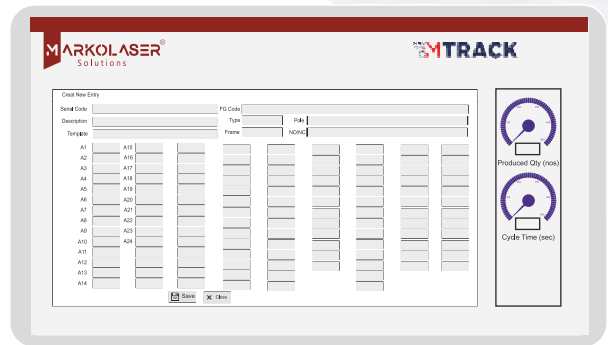 MARKOLASER®
Solutions
MTRACK
Creat New Entry
Serial Code
FG Code
Description
Type
Pole
Template
Frame
NO/NC
A1 A15
A2 A16
A3 A17
A4 A18
A5 A19
A6 A20
A7 A21
A8 A22
A9 A23
A10 A24
A11
A12
A13
A14
Save
Close
Produced Qty (nos)
Cycle Time (sec)